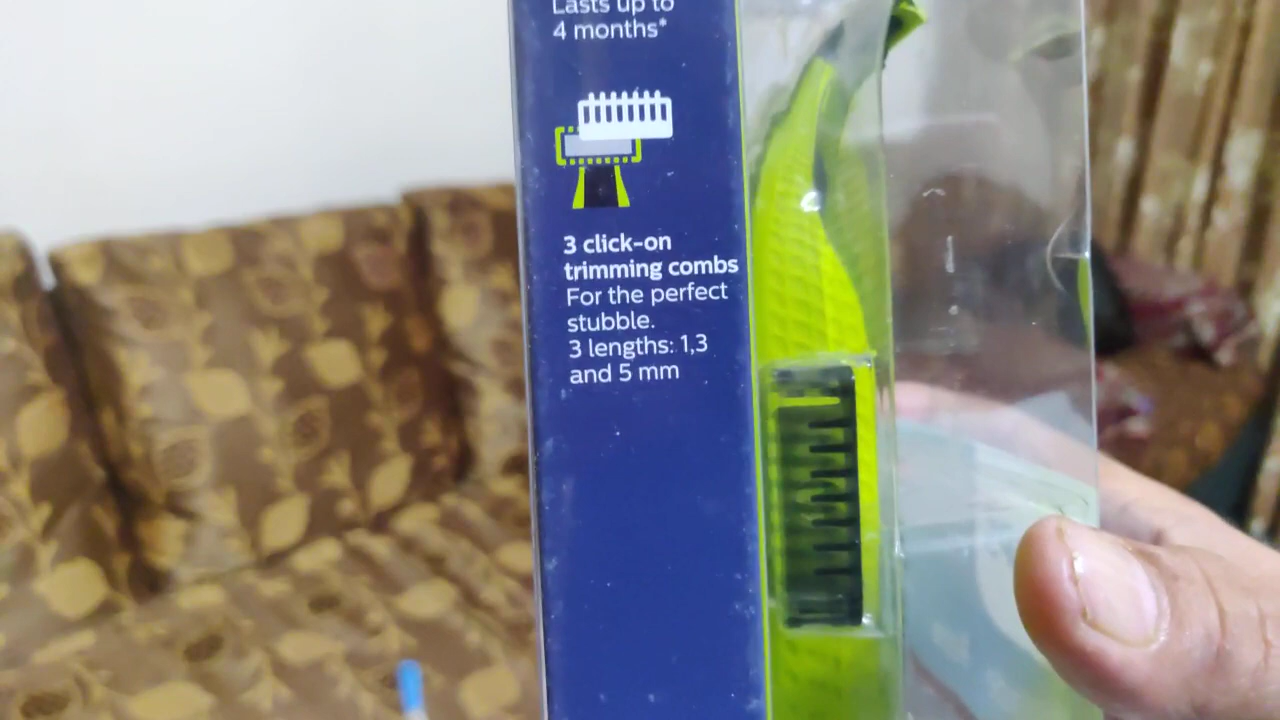 Lasts up to
4 months*
3 click-on
trimming combs
For the perfect
stubble.
3 lengths: 1,3
and 5 mm